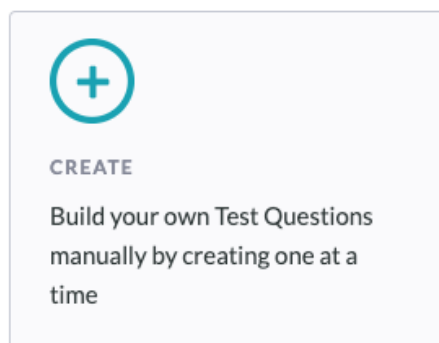 CREATE
Build your own Test Questions
manually by creating one at a
time